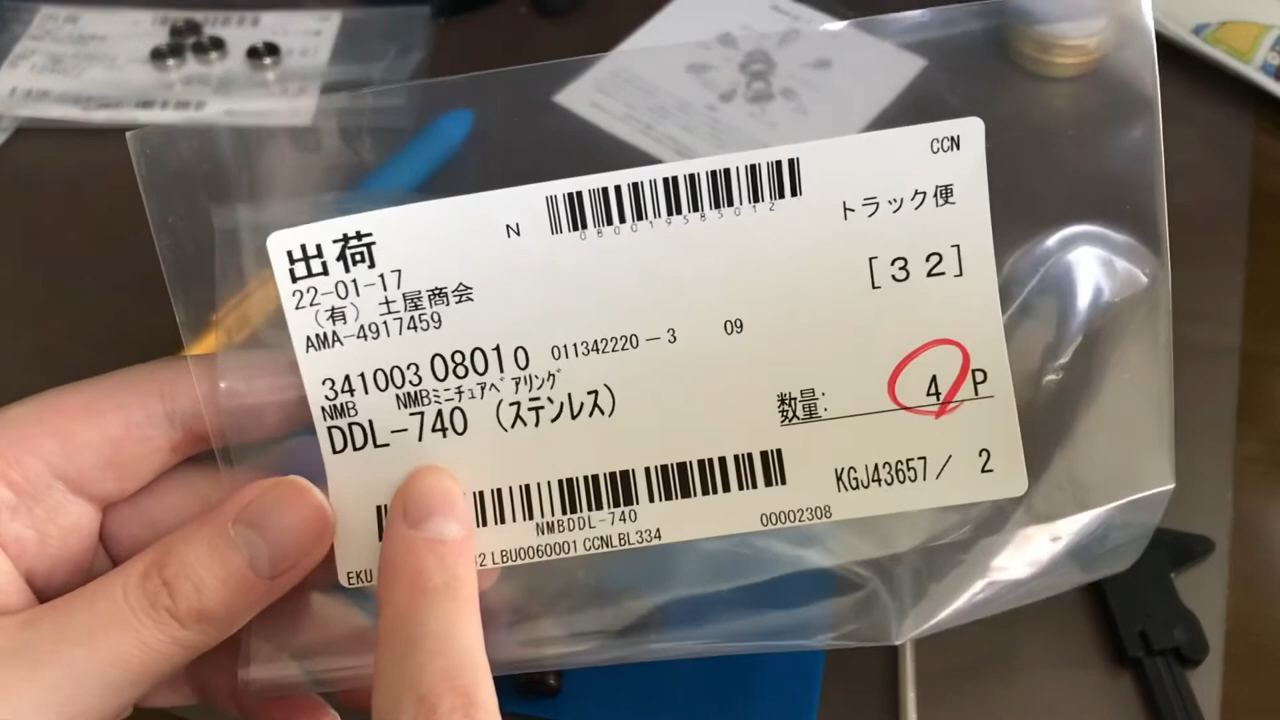 CCN
N
080019585012
トラック便
出荷
22-01-17
[32]
（有）土屋商会
AMA-4917459
341003 08010 011342220-3 09
NMB NMBミニチュアベアリング
DDL-740 （ステンレス）
数量: 4 P
NMBDDL-740
KGJ43657/ 2
00002308
EKU
LBU0060001 CCNLBL334